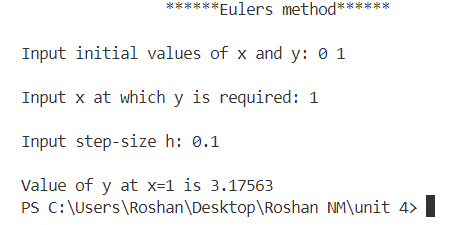 ******Eulers method******
Input initial values of x and y: 0 1
Input x at which y is required: 1
Input step-size h: 0.1
Value of y at x=1 is 3.17563
PS C:\Users\Roshan\Desktop\Roshan NM\unit 4>